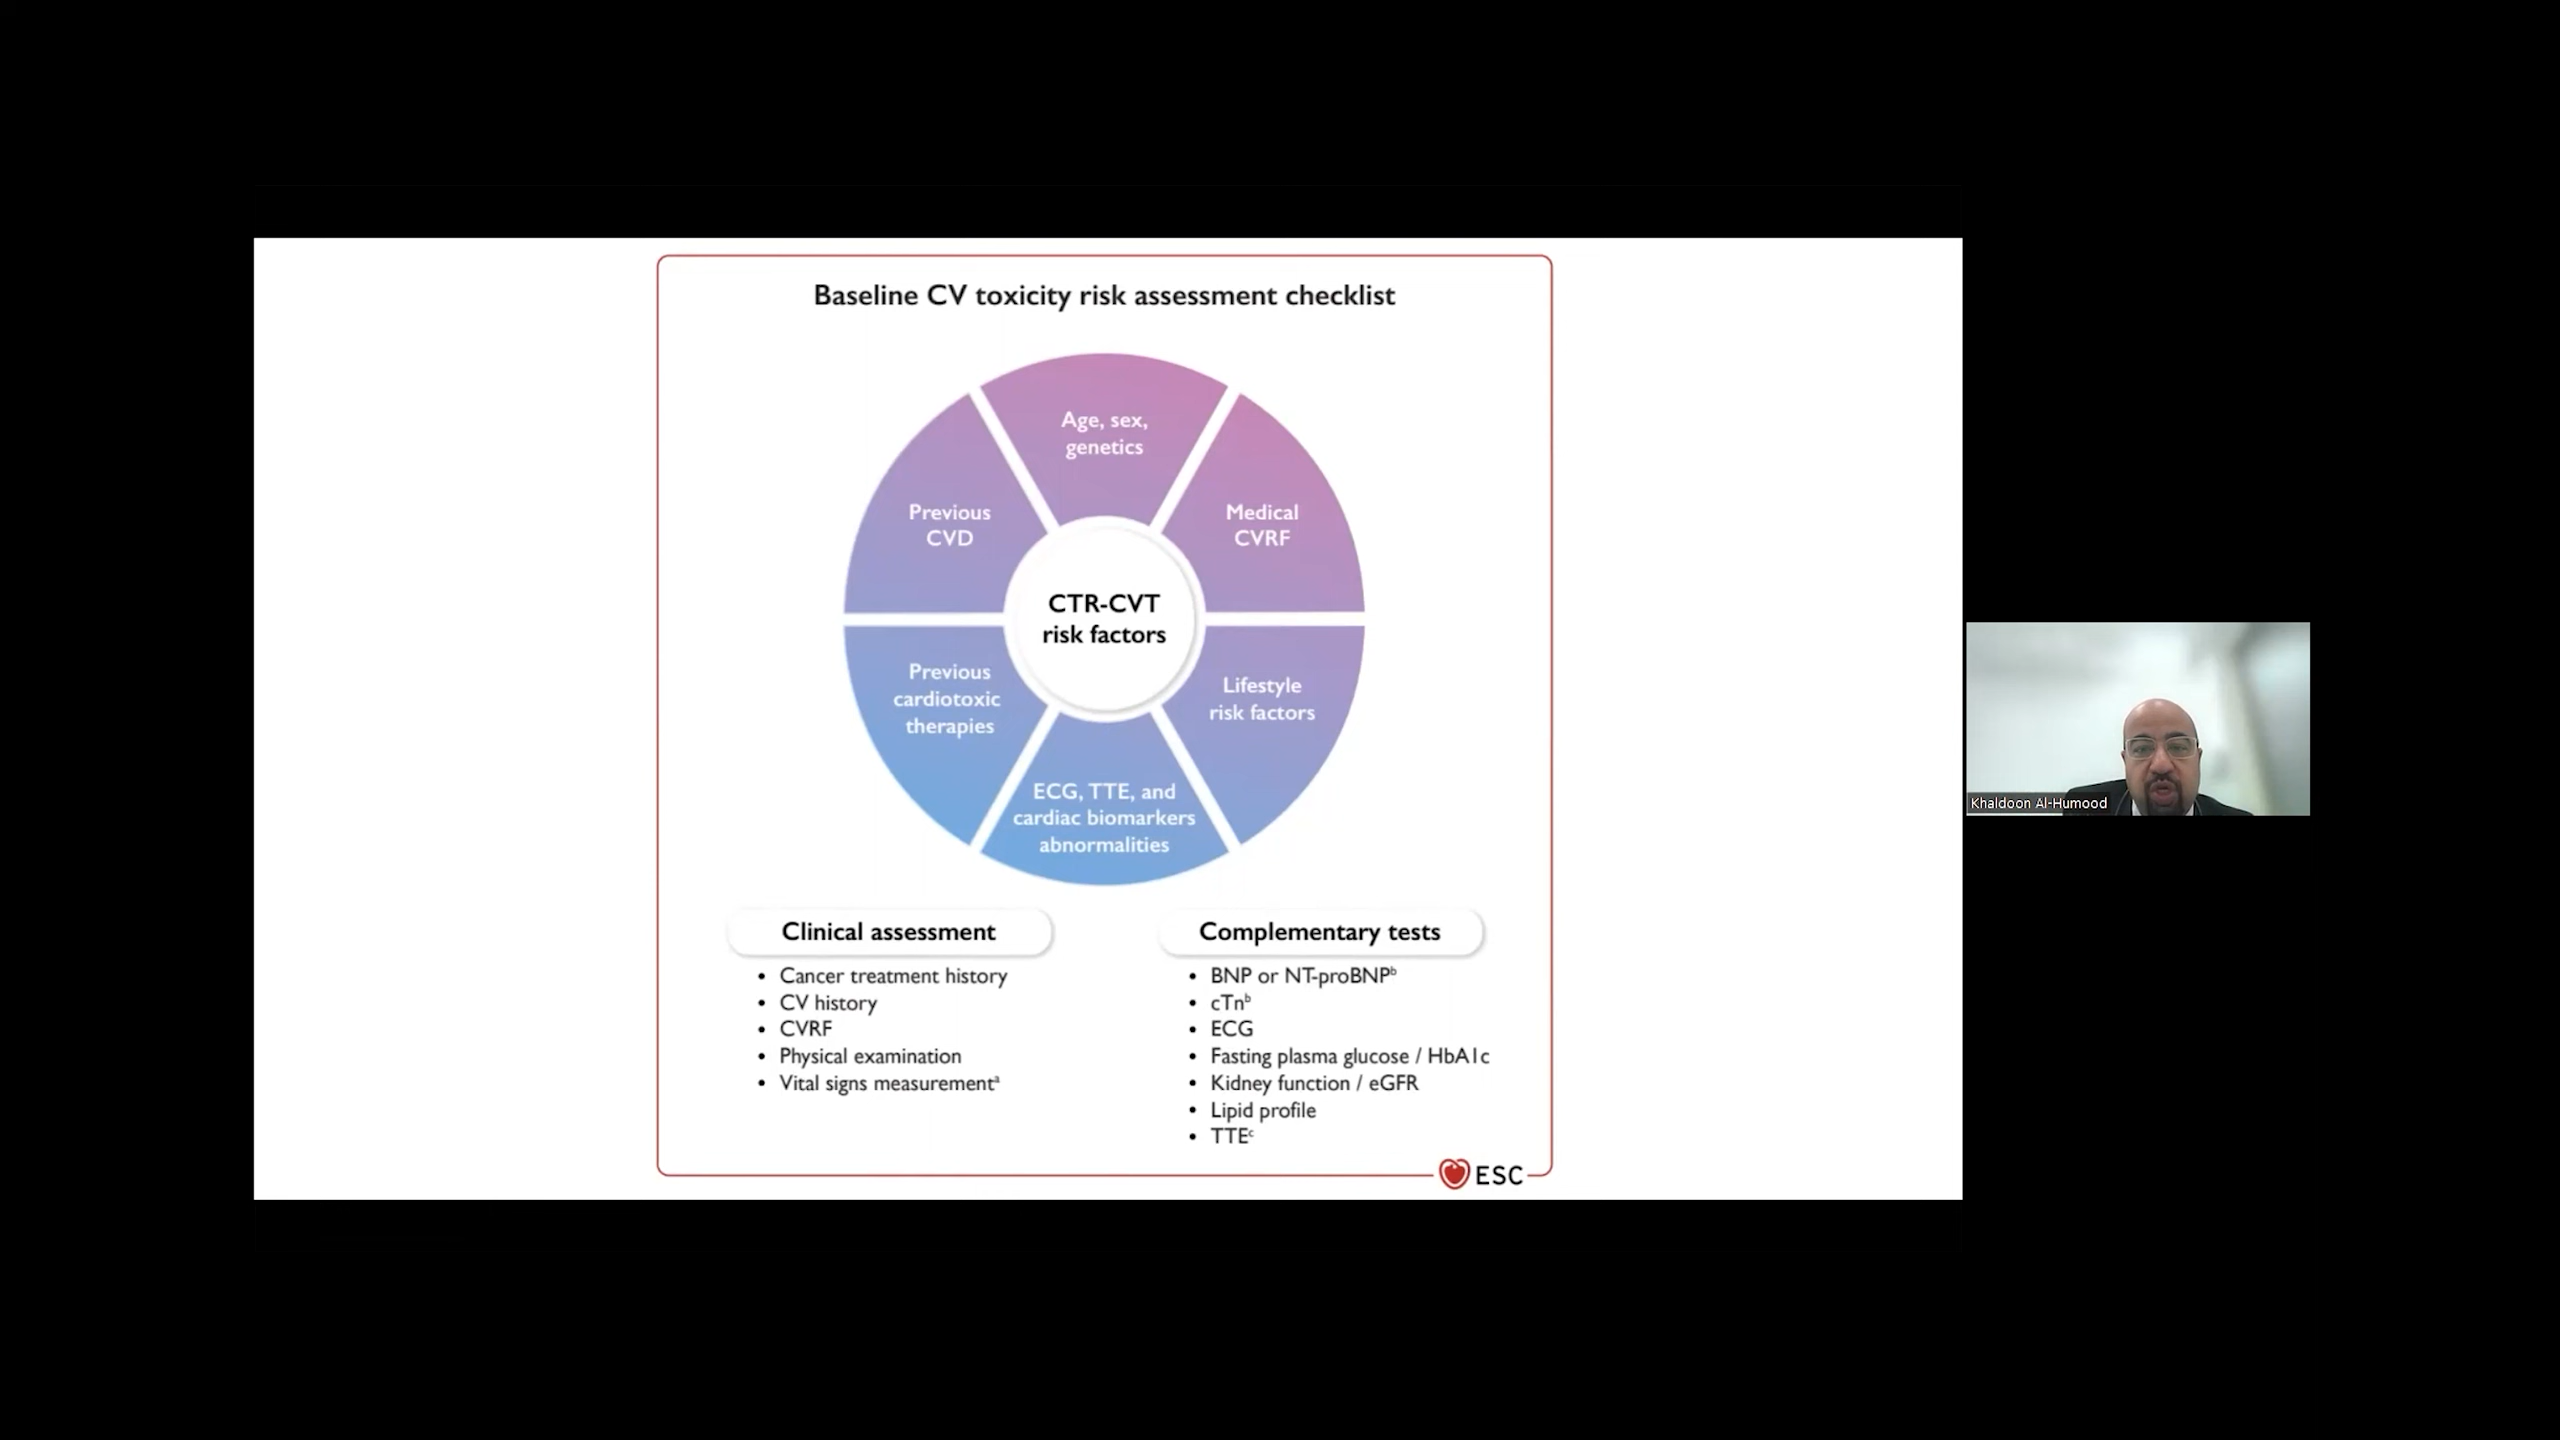 Baseline CV toxicity risk assessment checklist
Age, sex,
genetics
Medical
CVRF
Lifestyle
risk factors
ECG, TTE, and
cardiac biomarkers
abnormalities
Previous
cardiotoxic
therapies
Previous
CVD
CTR-CVT
risk factors
Clinical assessment
• Cancer treatment history
• CV history
• CVRF
• Physical examination
• Vital signs measurementᵃ
Complementary tests
• BNP or NT-proBNPᵇ
• cTnᵇ
• ECG
• Fasting plasma glucose / HbA1c
• Kidney function / eGFR
• Lipid profile
• TTEᶜ
ESC
Khaldoon Al-Humood